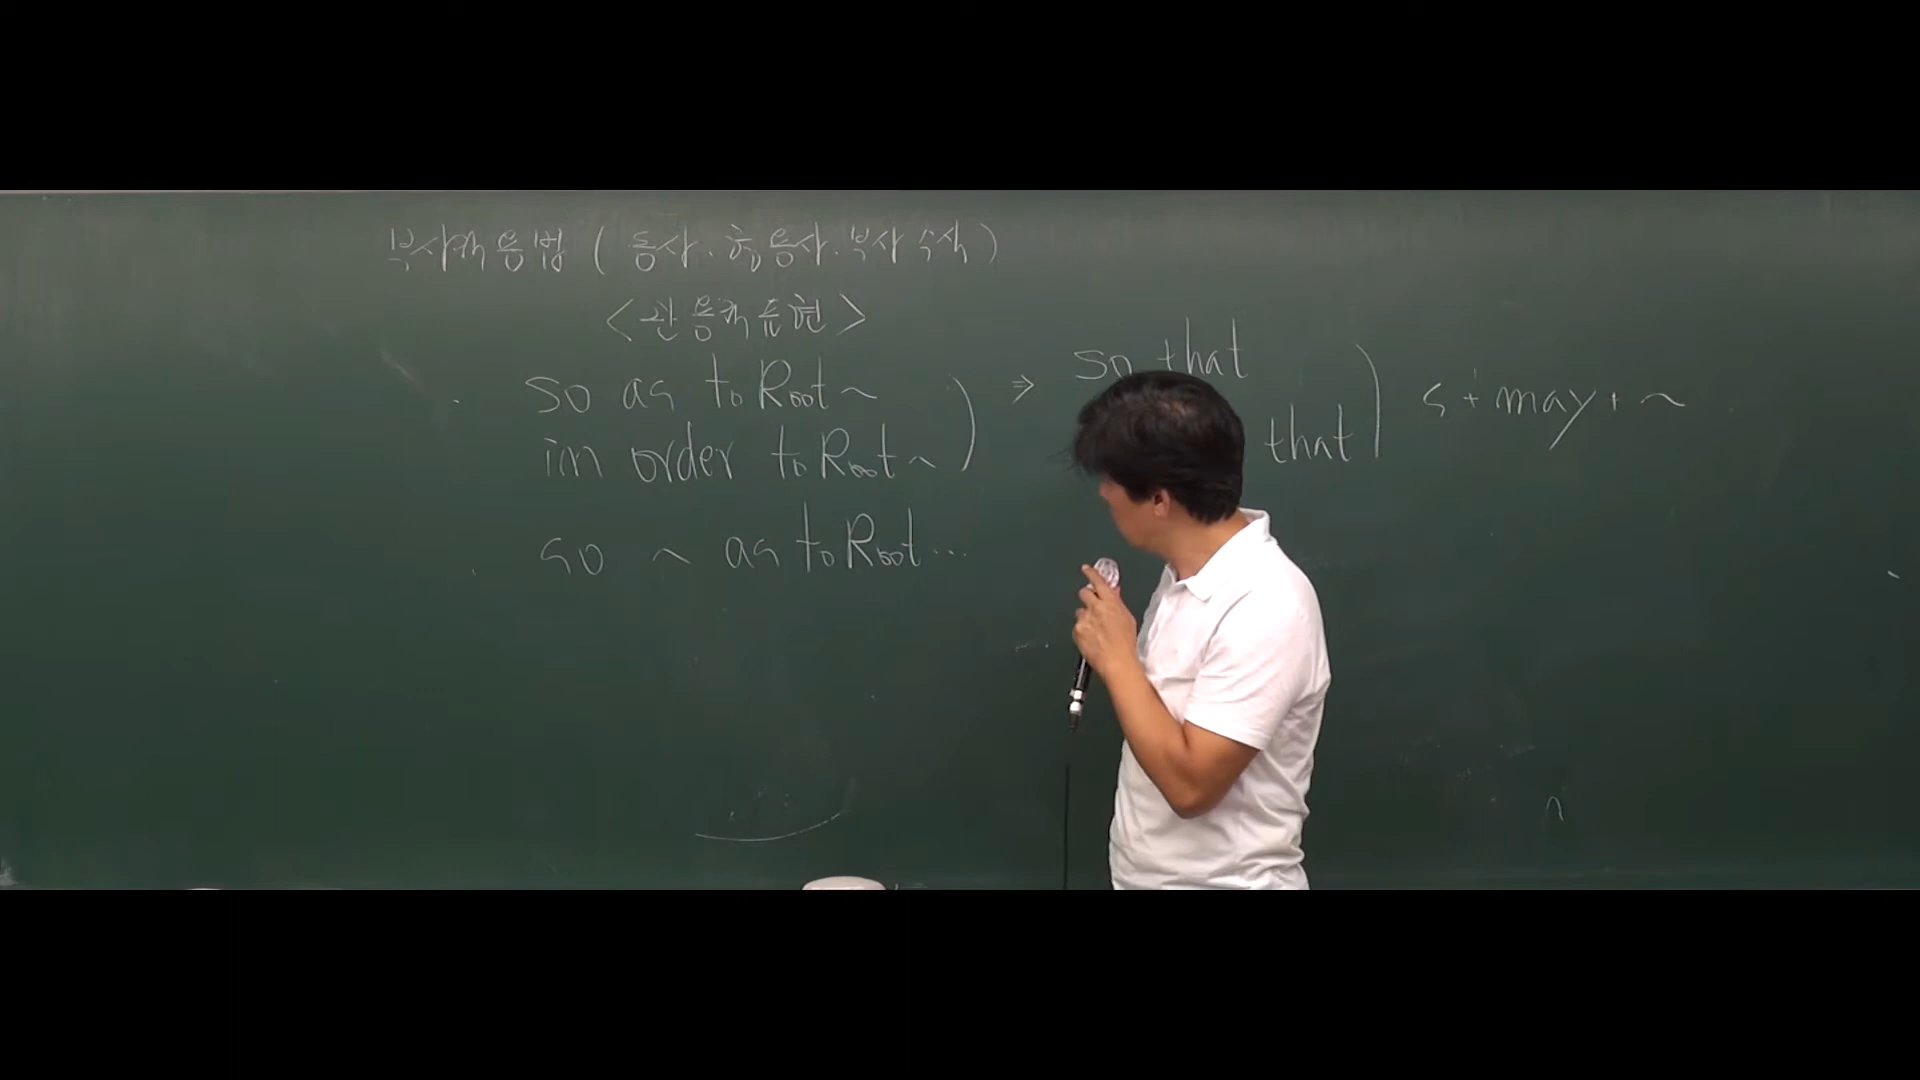 부사적용법 ( 동사. 형용사. 부사 수식 )
< 관용적표현 >
so as to Root ~ ) ⇒ so that ) S + may + ~
in order to Root ~ that
so ~ as to Root ...